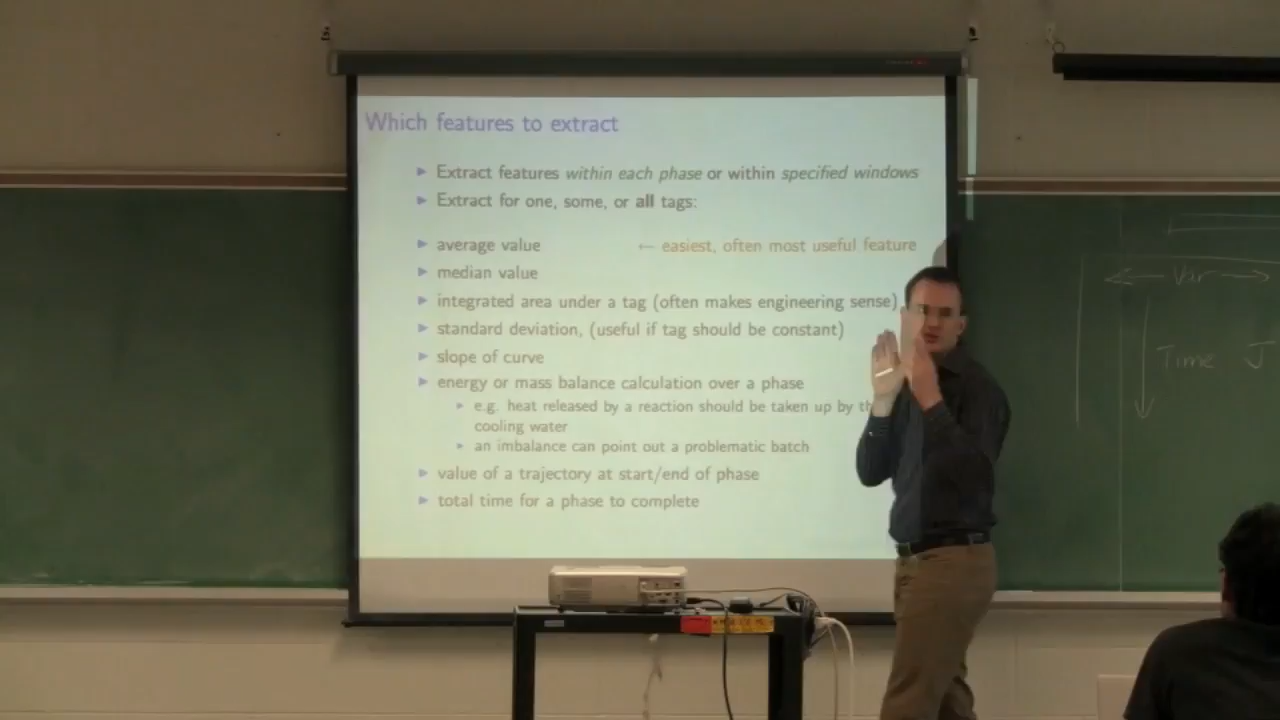 Which features to extract
▶ Extract features within each phase or within specified windows
▶ Extract for one, some, or all tags:
▶ average value ← easiest, often most useful feature
▶ median value
▶ integrated area under a tag (often makes engineering sense)
▶ standard deviation, (useful if tag should be constant)
▶ slope of curve
▶ energy or mass balance calculation over a phase
▶ e.g. heat released by a reaction should be taken up by th
cooling water
▶ an imbalance can point out a problematic batch
▶ value of a trajectory at start/end of phase
▶ total time for a phase to complete
← Var →
Time J